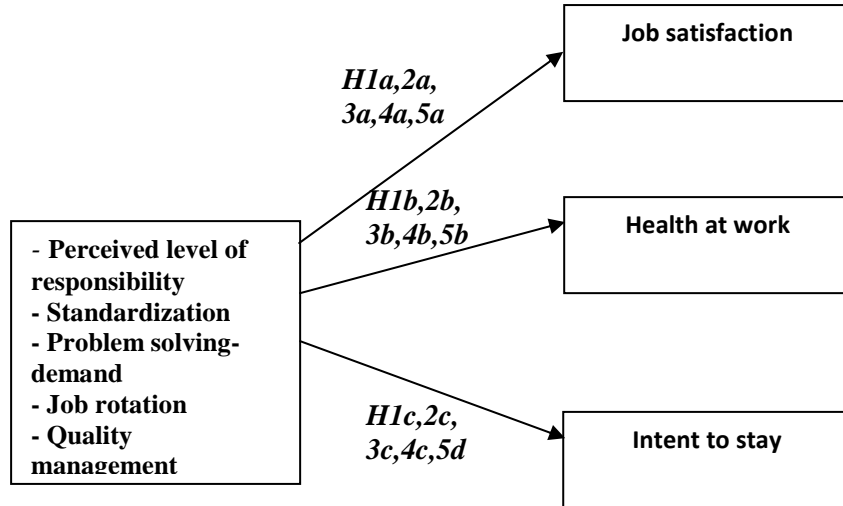 Job satisfaction
H1a,2a,
3a,4a,5a
H1b,2b,
3b,4b,5b
Health at work
- Perceived level of
responsibility
- Standardization
- Problem solving-
demand
- Job rotation
- Quality
management
H1c,2c,
3c,4c,5d
Intent to stay